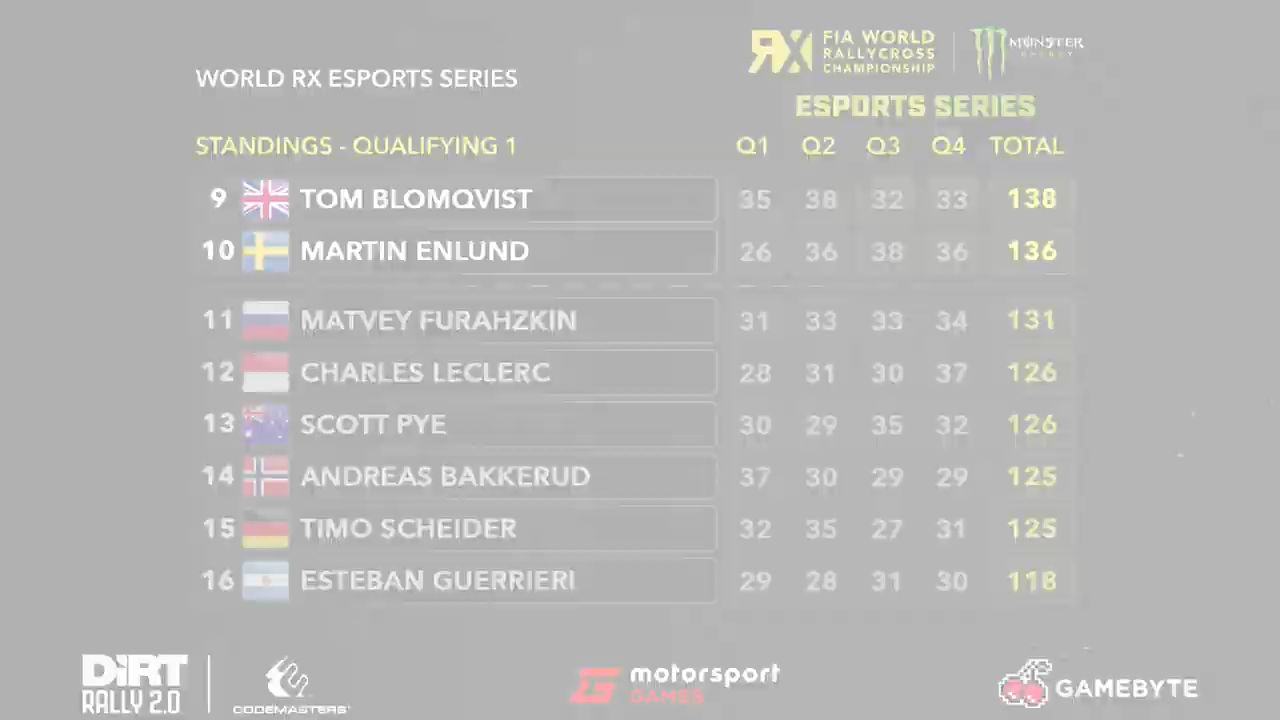 RX FIA WORLD RALLYCROSS CHAMPIONSHIP MONSTER ENERGY
WORLD RX ESPORTS SERIES
ESPORTS SERIES
STANDINGS - QUALIFYING 1 Q1 Q2 Q3 Q4 TOTAL
9 TOM BLOMQVIST 35 38 32 33 138
10 MARTIN ENLUND 26 36 38 36 136
11 MATVEY FURAHZKIN 31 33 33 34 131
12 CHARLES LECLERC 28 31 30 37 126
13 SCOTT PYE 30 29 35 32 126
14 ANDREAS BAKKERUD 37 30 29 29 125
15 TIMO SCHEIDER 32 35 27 31 125
16 ESTEBAN GUERRIERI 29 28 31 30 118
DiRT RALLY 2.0 CODEMASTERS motorsport GAMES GAMEBYTE